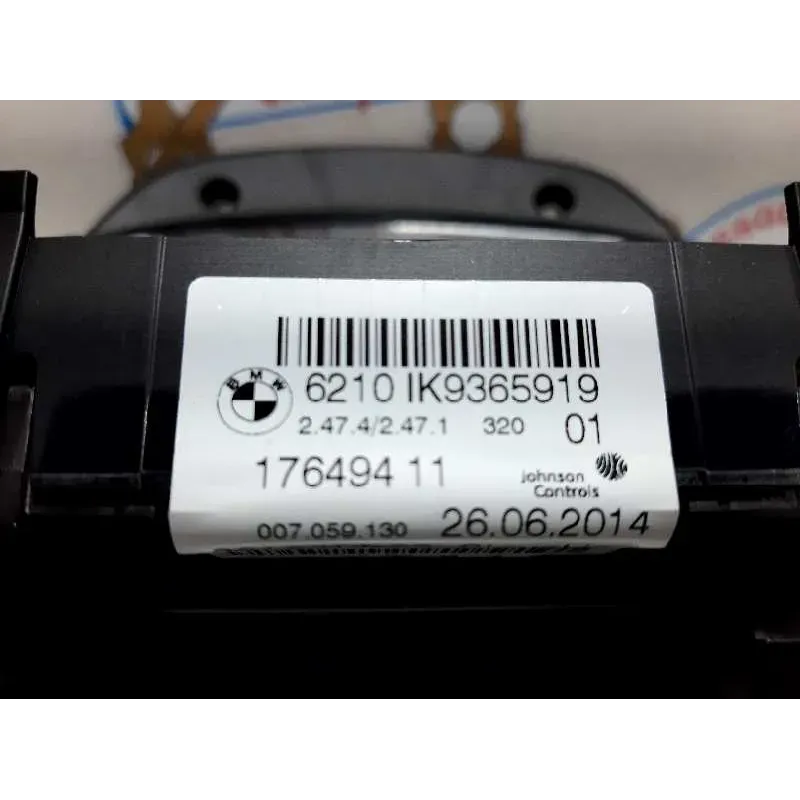 BMW
6210 IK9365919
2.47.4/2.47.1 320 01
176494 11
Johnson
Controls
007.059.130 26.06.2014